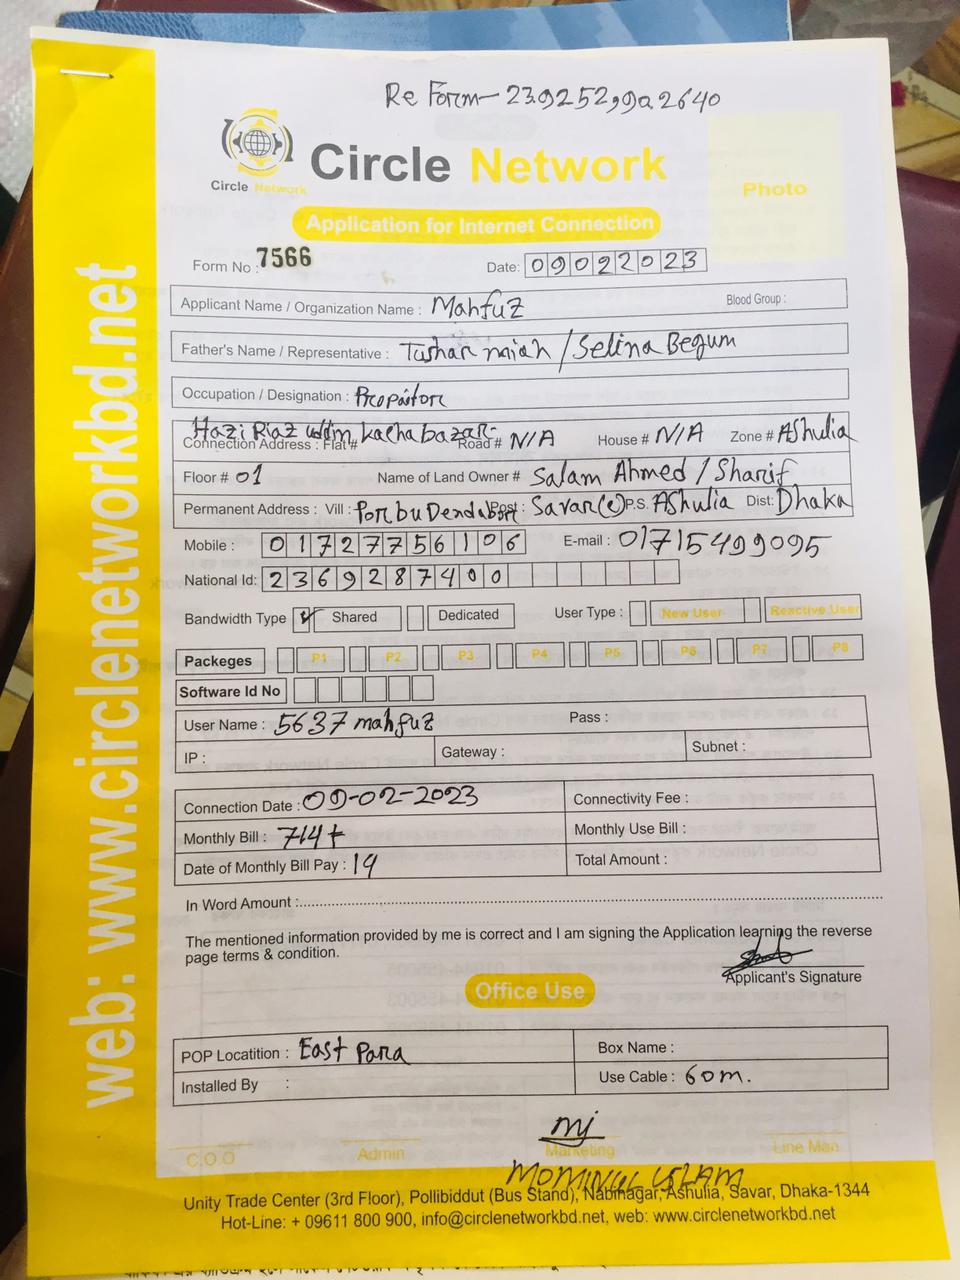 Re Form-
Circle Network
Circle Network
Photo
Application for Internet Connection
Form No : 7566
Date: 09022023
Applicant Name / Organization Name : Mahfuz
Blood Group :
Father's Name / Representative : Tushar miah / Selina Begum
Occupation / Designation : Propaitor
Hazi Riaz uddin kacha bazar-
Connection Address : Flat # Road # N/A House # N/A Zone # AShulia
Floor # 01 Name of Land Owner # Salam Ahmed / Sharif
Permanent Address : Vill : Porbu Dendabor Post : Savar(c) P.S. AShulia Dist: Dhaka
Mobile : 01727756106 E-mail : 01715499095
National Id: 2369287400
Bandwidth Type ✓ Shared Dedicated User Type : New User Reactive User
Packeges P1 P2 P3 P4 P5 P6 P7 P8
Software Id No
User Name : 5637 mahfuz Pass :
IP : Gateway : Subnet :
Connection Date : 09-02-2023 Connectivity Fee :
Monthly Bill : 714 Monthly Use Bill :
Date of Monthly Bill Pay : 19 Total Amount :
In Word Amount :
The mentioned information provided by me is correct and I am signing the Application learning the reverse
page terms & condition.
Applicant's Signature
Office Use
POP Locatition : East Para Box Name :
Installed By : Use Cable : 60m.
C.O.O Admin Marketing Line Man
MOMINUL ISLAM
Unity Trade Center (3rd Floor), Pollibiddut (Bus Stand), Nabinagar, Ashulia, Savar, Dhaka-1344
Hot-Line: + 09611 800 900, info@circlenetworkbd.net, web: www.circlenetworkbd.net
web: www.circlenetworkbd.net